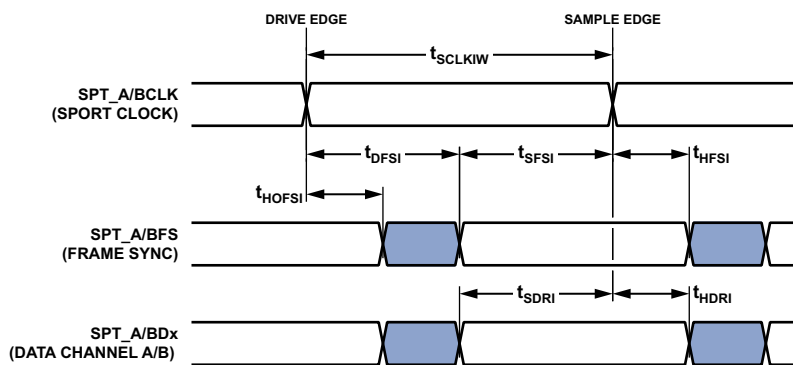 DRIVE EDGE
SAMPLE EDGE
tSCLKIW
SPT_A/BCLK
(SPORT CLOCK)
tDFSI
tSFSI
tHFSI
tHOFSI
SPT_A/BFS
(FRAME SYNC)
tSDRI
tHDRI
SPT_A/BDx
(DATA CHANNEL A/B)